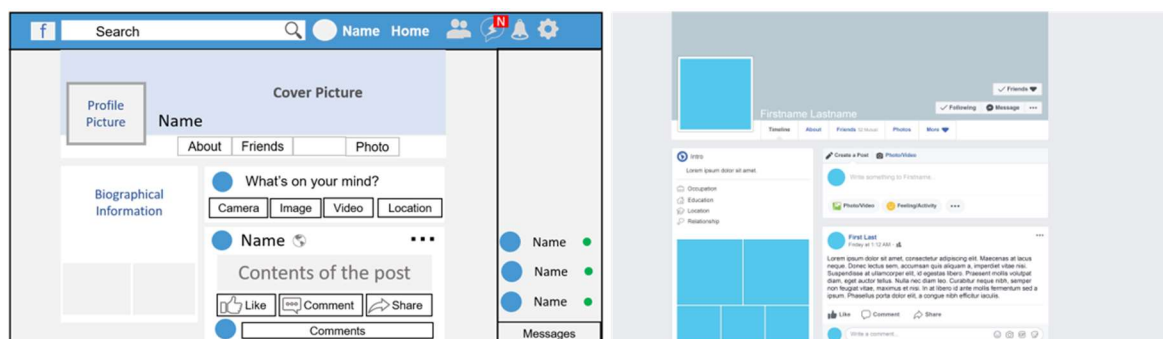 f Search Name Home N
Cover Picture
Profile
Picture
Name
About Friends Photo
Biographical
Information
What's on your mind?
Camera Image Video Location
Name
Contents of the post
Like Comment Share
Comments
Name
Name
Name
Messages
Friends
Firstname Lastname
Following Message
Timeline About Friends Photos More
Intro
Lorem ipsum dolor sit amet
Occupation
Education
Location
Relationship
Create a Post Photo/Video
Write something to Firstname...
Photo/Video Feeling/Activity
First Last
Friday at 1:12 AM
Lorem ipsum dolor sit amet, consectetur adipiscing elit. Maecenas at lacus
neque. Donec lectus sem, accumsan quis aliquam a, imperdiet vitae nisi.
Suspendisse at ullamcorper elit, id egestas libero. Praesent mollis volutpat
diam, eget auctor tellus. Nulla nec diam leo. Curabitur neque nibh, semper
non feugiat vitae, maximus et nisi. In at libero id ante mollis fermentum sed a
ipsum. Phasellus porta dolor elit, a congue nibh efficitur iaculis.
Like Comment Share
Write a comment...